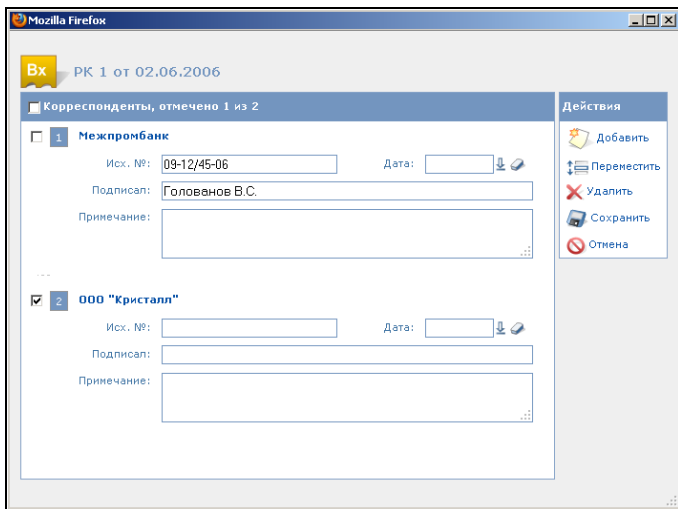 Mozilla Firefox
Вх РК 1 от 02.06.2006
Корреспонденты, отмечено 1 из 2
1 Межпромбанк
Исх. №: 09-12/45-06 Дата:
Подписал: Голованов В.С.
Примечание:
2 ООО "Кристалл"
Исх. №: Дата:
Подписал:
Примечание:
Действия
Добавить
Переместить
Удалить
Сохранить
Отмена